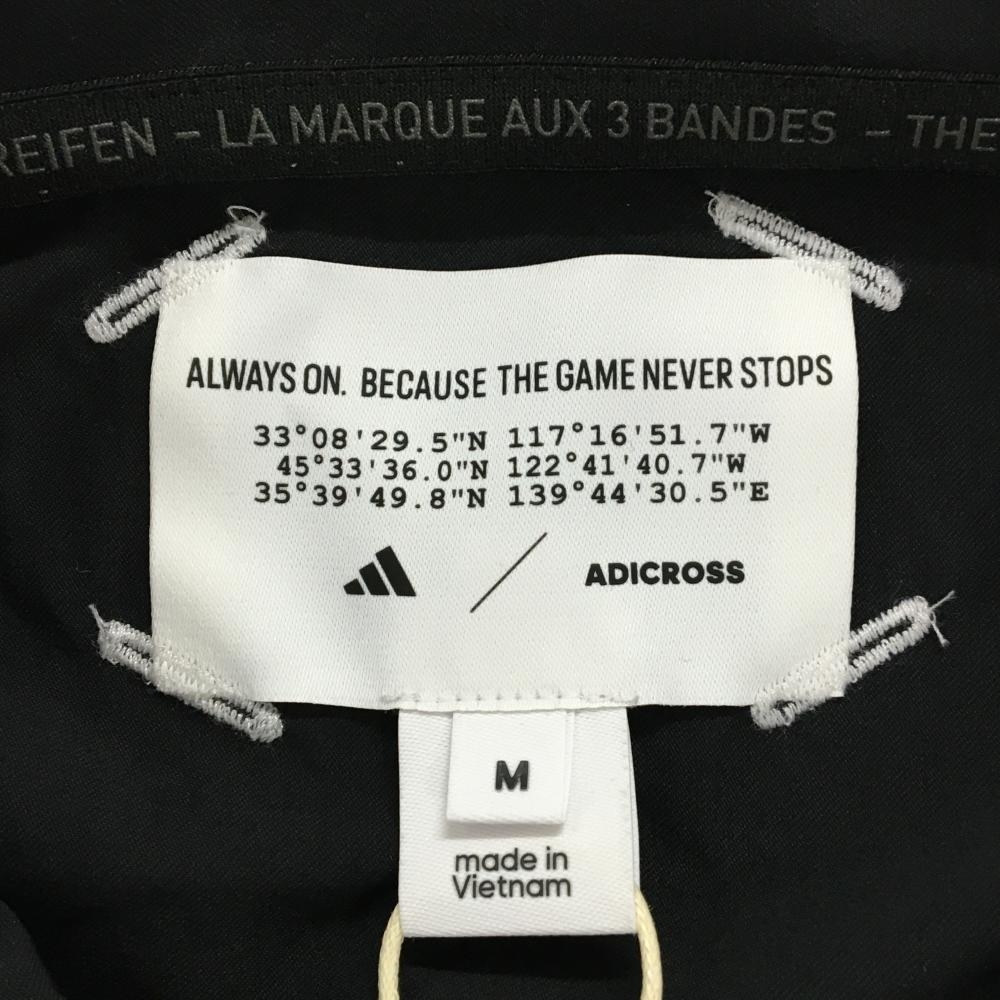 REIFEN – LA MARQUE AUX 3 BANDES – THE
ALWAYS ON. BECAUSE THE GAME NEVER STOPS
33°08'29.5"N 117°16'51.7"W
45°33'36.0"N 122°41'40.7"W
35°39'49.8"N 139°44'30.5"E
ADICROSS
M
made in
Vietnam